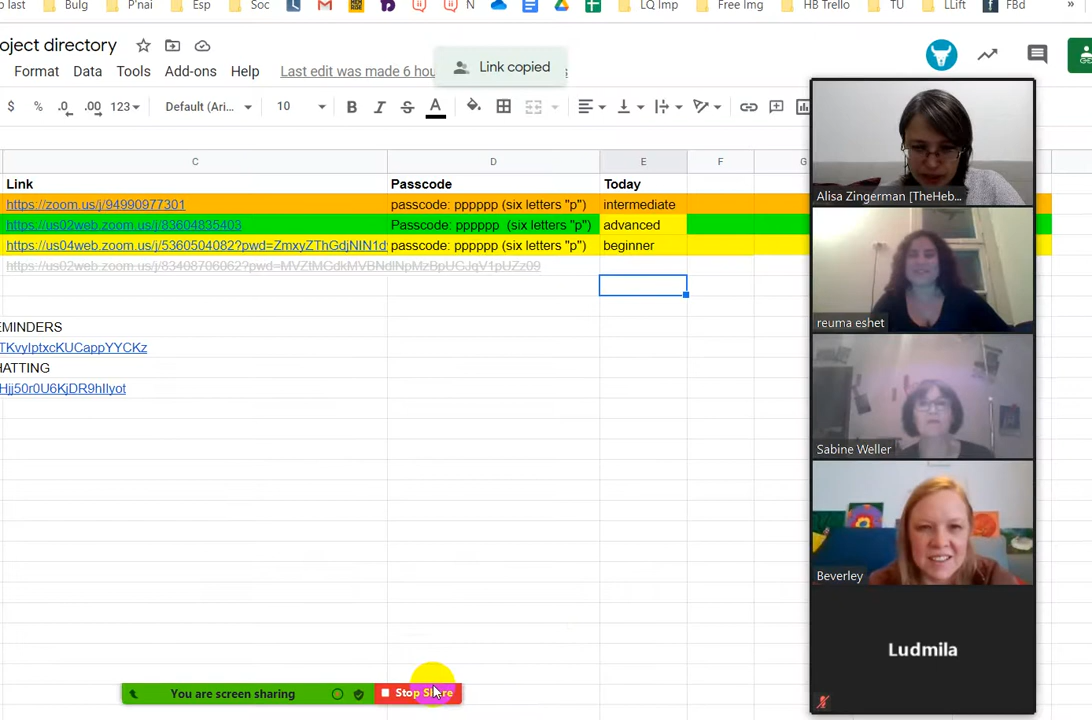 o last Bulg P'nai Esp Soc N LQ Imp Free Img HB Trello TU LLift FBd »
oject directory
Link copied
Format Data Tools Add-ons Help Last edit was made 6 hou
$ % .0 .00 123 Default (Ari... 10 B I S A
C D E F G
Link Passcode Today
https://zoom.us/j/94990977301 passcode: pppppp (six letters "p") intermediate
https://us02web.zoom.us/j/83604835403 Passcode: pppppp (six letters "p") advanced
https://us04web.zoom.us/j/5360504082?pwd=ZmxyZThGdjNIN1d passcode: pppppp (six letters "p") beginner
EMINDERS
TKvyIptxcKUCappYYCKz
HATTING
Hjj50r0U6KjDR9hIlyot
Alisa Zingerman [TheHeb...
reuma eshet
Sabine Weller
Beverley
Ludmila
You are screen sharing Stop Share